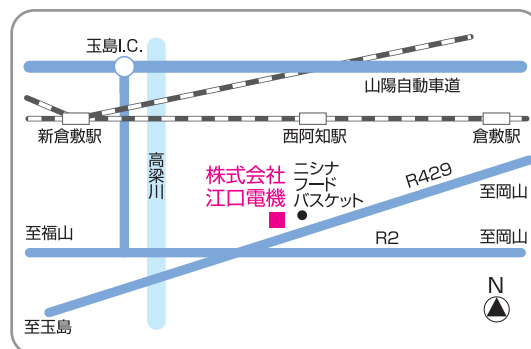 玉島I.C.
山陽自動車道
新倉敷駅
西阿知駅
倉敷駅
高梁川
株式会社
江口電機
ニシナ
フード
バスケット
R429
至岡山
至福山
R2
至岡山
至玉島
N